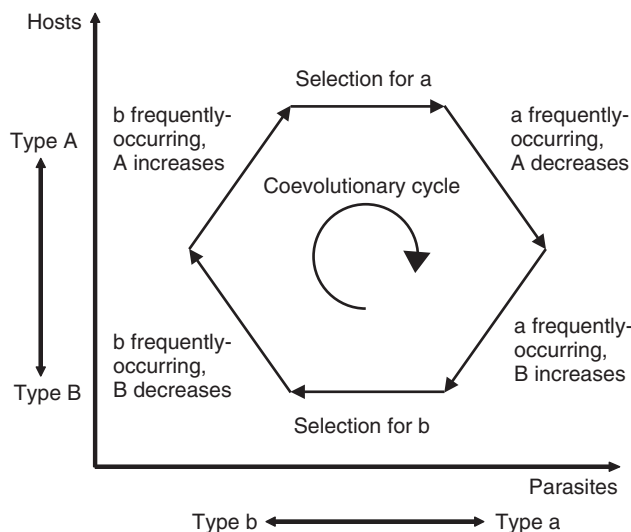 Hosts
Selection for a
b frequently-
occurring,
A increases
a frequently-
occurring,
A decreases
Type A
Coevolutionary cycle
b frequently-
occurring,
B decreases
a frequently-
occurring,
B increases
Type B
Selection for b
Parasites
Type b
Type a